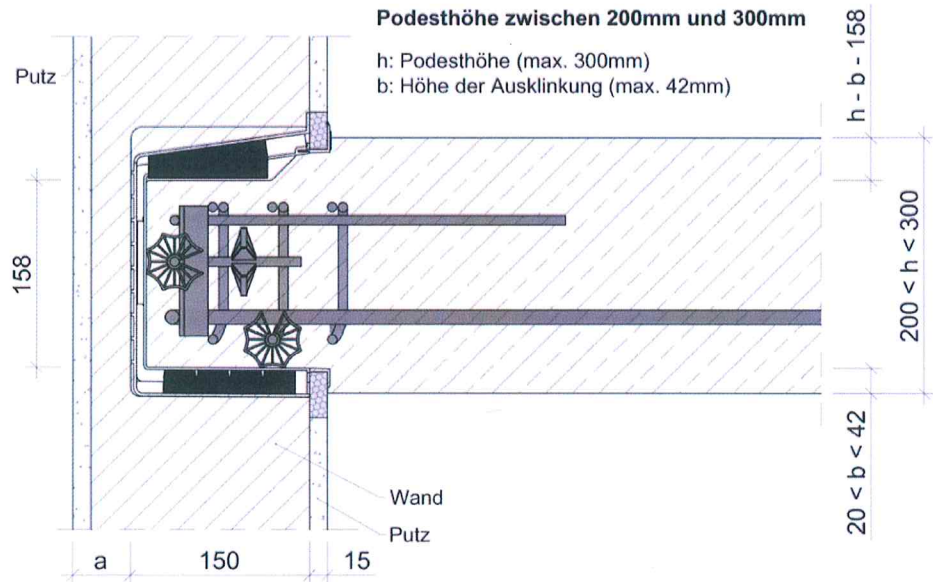 Podesthöhe zwischen 200mm und 300mm
h: Podesthöhe (max. 300mm)
b: Höhe der Ausklinkung (max. 42mm)
Putz
158
h - b - 158
200 < h < 300
20 < b < 42
Wand
Putz
a
150
15